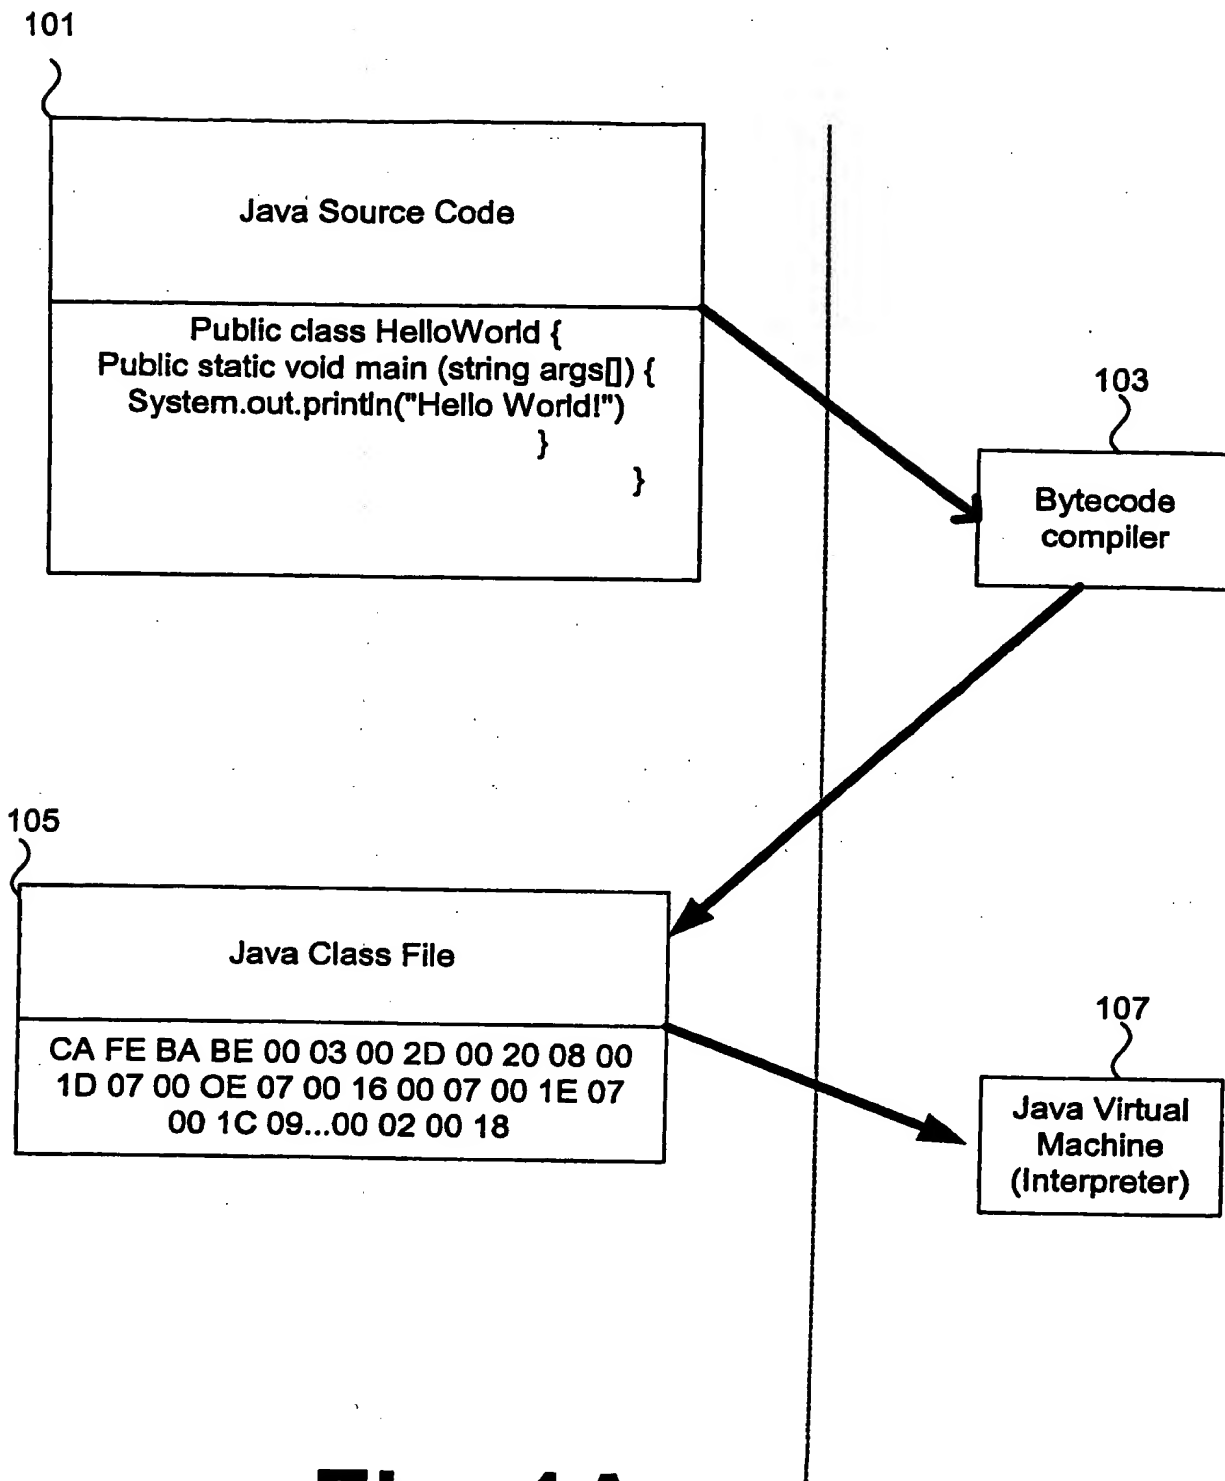 101
Java Source Code
Public class HelloWorld {
Public static void main (string args[]) {
System.out.println("Hello World!")
}
}
103
Bytecode
compiler
105
Java Class File
CA FE BA BE 00 03 00 2D 00 20 08 00
1D 07 00 OE 07 00 16 00 07 00 1E 07
00 1C 09...00 02 00 18
107
Java Virtual
Machine
(Interpreter)